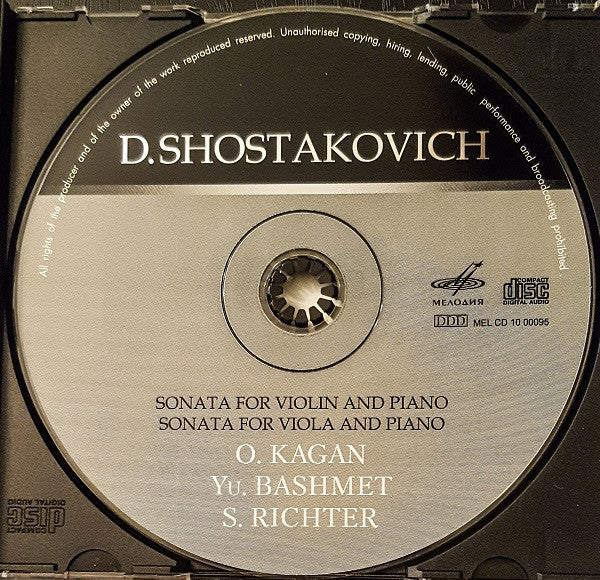 All rights of the producer and of the owner of the work reproduced reserved. Unauthorised copying, hiring, lending, public performance and broadcasting prohibited.
D.SHOSTAKOVICH
МЕЛОДИЯ
COMPACT
disc
DIGITAL AUDIO
DDD MEL CD 10 00095
SONATA FOR VIOLIN AND PIANO
SONATA FOR VIOLA AND PIANO
O. KAGAN
YU. BASHMET
S. RICHTER
COMPACT
disc
DIGITAL AUDIO